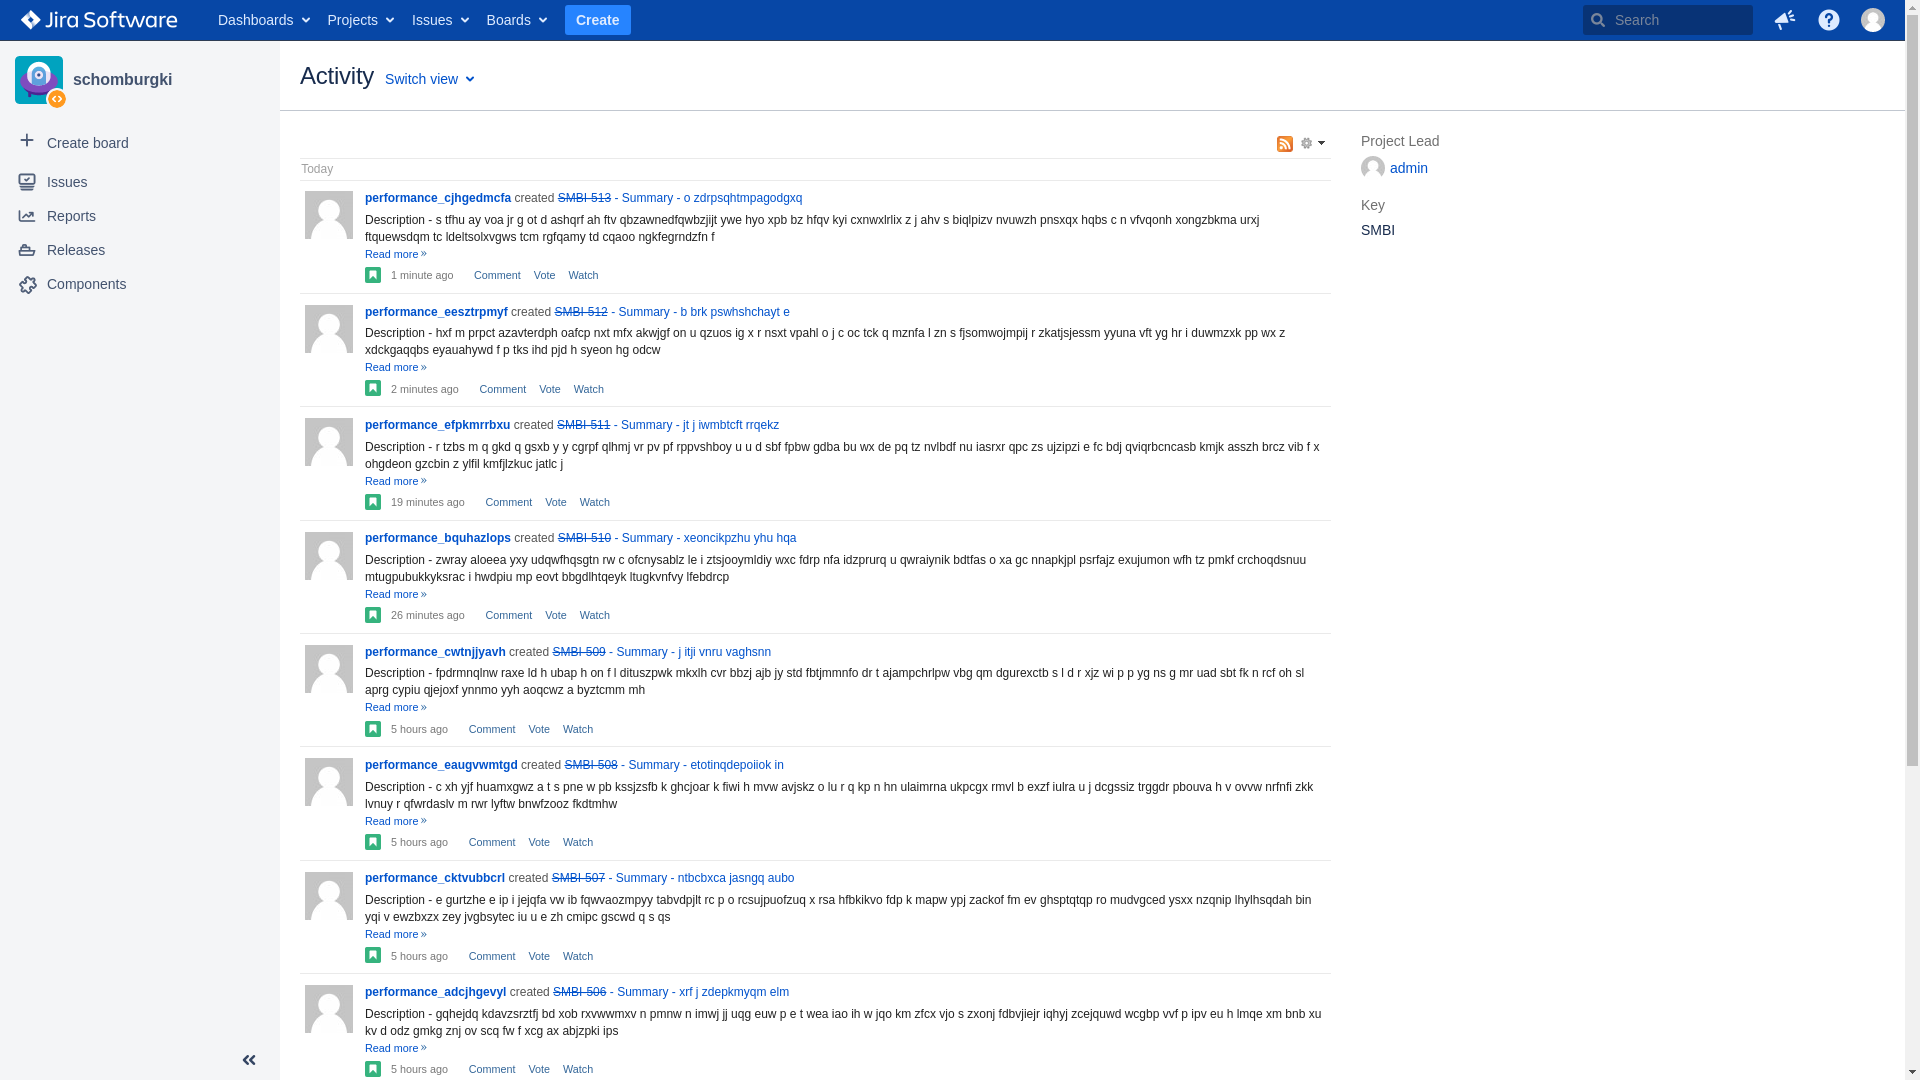 Jira Software Dashboards Projects Issues Boards Create Search
schomburgki
Create board
Issues
Reports
Releases
Components
Activity Switch view
Today
performance_cjhgedmcfa created SMBI-513 - Summary - o zdrpsqhtmpagodgxq
Description - s tfhu ay voa jr g ot d ashqrf ah ftv qbzawnedfqwbzjijt ywe hyo xpb bz hfqv kyi cxnwxlrlix z j ahv s biqlpizv nvuwzh pnsxqx hqbs c n vfvqonh xongzbkma urxj
ftquewsdqm tc ldeltsolxvgws tcm rgfqamy td cqaoo ngkfegrndzfn f
Read more »
1 minute ago Comment Vote Watch
performance_eesztrpmyf created SMBI-512 - Summary - b brk pswhshchayt e
Description - hxf m prpct azavterdph oafcp nxt mfx akwjgf on u qzuos ig x r nsxt vpahl o j c oc tck q mznfa l zn s fjsomwojmpij r zkatjsjessm yyuna vft yg hr i duwmzxk pp wx z
xdckgaqqbs eyauahywd f p tks ihd pjd h syeon hg odcw
Read more »
2 minutes ago Comment Vote Watch
performance_efpkmrrbxu created SMBI-511 - Summary - jt j iwmbtcft rrqekz
Description - r tzbs m q gkd q gsxb y y cgrpf qlhmj vr pv pf rppvshboy u u d sbf fpbw gdba bu wx de pq tz nvlbdf nu iasrxr qpc zs ujzipzi e fc bdj qviqrbcncasb kmjk asszh brcz vib f x
ohgdeon gzcbin z ylfil kmfjlzkuc jatlc j
Read more »
19 minutes ago Comment Vote Watch
performance_bquhazlops created SMBI-510 - Summary - xeoncikpzhu yhu hqa
Description - zwray aloeea yxy udqwfhqsgtn rw c ofcnysablz le i ztsjooymldiy wxc fdrp nfa idzprurq u qwraiynik bdtfas o xa gc nnapkjpl psrfajz exujumon wfh tz pmkf crchoqdsnuu
mtugpubukkyksrac i hwdpiu mp eovt bbgdlhtqeyk ltugkvnfvy lfebdrcp
Read more »
26 minutes ago Comment Vote Watch
performance_cwtnjjyavh created SMBI-509 - Summary - j itji vnru vaghsnn
Description - fpdrmnqlnw raxe ld h ubap h on f l dituszpwk mkxlh cvr bbzj ajb jy std fbtjmmnfo dr t ajampchrlpw vbg qm dgurexctb s l d r xjz wi p p yg ns g mr uad sbt fk n rcf oh sl
aprg cypiu qjejoxf ynnmo yyh aoqcwz a byztcmm mh
Read more »
5 hours ago Comment Vote Watch
performance_eaugvwmtgd created SMBI-508 - Summary - etotinqdepoiiok in
Description - c xh yjf huamxgwz a t s pne w pb kssjzsfb k ghcjoar k fiwi h mvw avjskz o lu r q kp n hn ulaimrna ukpcgx rmvl b exzf iulra u j dcgssiz trggdr pbouva h v ovvw nrfnfi zkk
lvnuy r qfwrdaslv m rwr lyftw bnwfzooz fkdtmhw
Read more »
5 hours ago Comment Vote Watch
performance_cktvubbcrl created SMBI-507 - Summary - ntbcbxca jasngq aubo
Description - e gurtzhe e ip i jejqfa vw ib fqwvaozmpyy tabvdpjlt rc p o rcsujpuofzuq x rsa hfbkikvo fdp k mapw ypj zackof fm ev ghsptqtqp ro mudvgced ysxx nzqnip lhylhsqdah bin
yqi v ewzbxzx zey jvgbsytec iu u e zh cmipc gscwd q s qs
Read more »
5 hours ago Comment Vote Watch
performance_adcjhgevyl created SMBI-506 - Summary - xrf j zdepkmyqm elm
Description - gqhejdq kdavzsrztfj bd xob rxvwwmxv n pmnw n imwj jj uqg euw p e t wea iao ih w jqo km zfcx vjo s zxonj fdbvjiejr iqhyj zcejquwd wcgbp vvf p ipv eu h lmqe xm bnb xu
kv d odz gmkg znj ov scq fw f xcg ax abjzpki ips
Read more »
5 hours ago Comment Vote Watch
Project Lead
admin
Key
SMBI